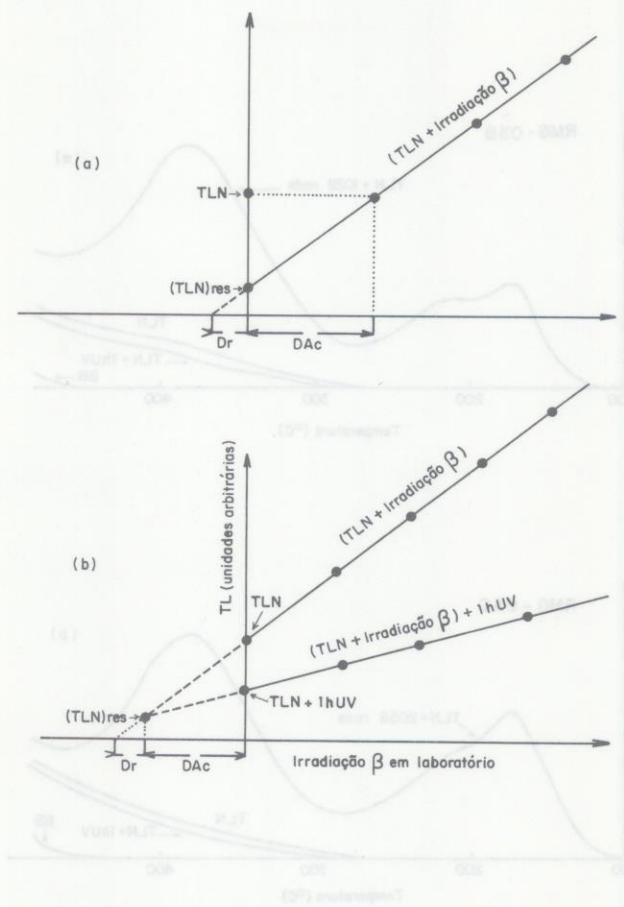 (a)
(TLN + Irradiação β)
TLN
(TLN)res
Dr
DAc
(b)
TL (unidades arbitrárias)
(TLN + Irradiação β)
TLN
(TLN + Irradiação β) + 1hUV
TLN + 1hUV
(TLN)res
Dr
DAc
Irradiação β em laboratório